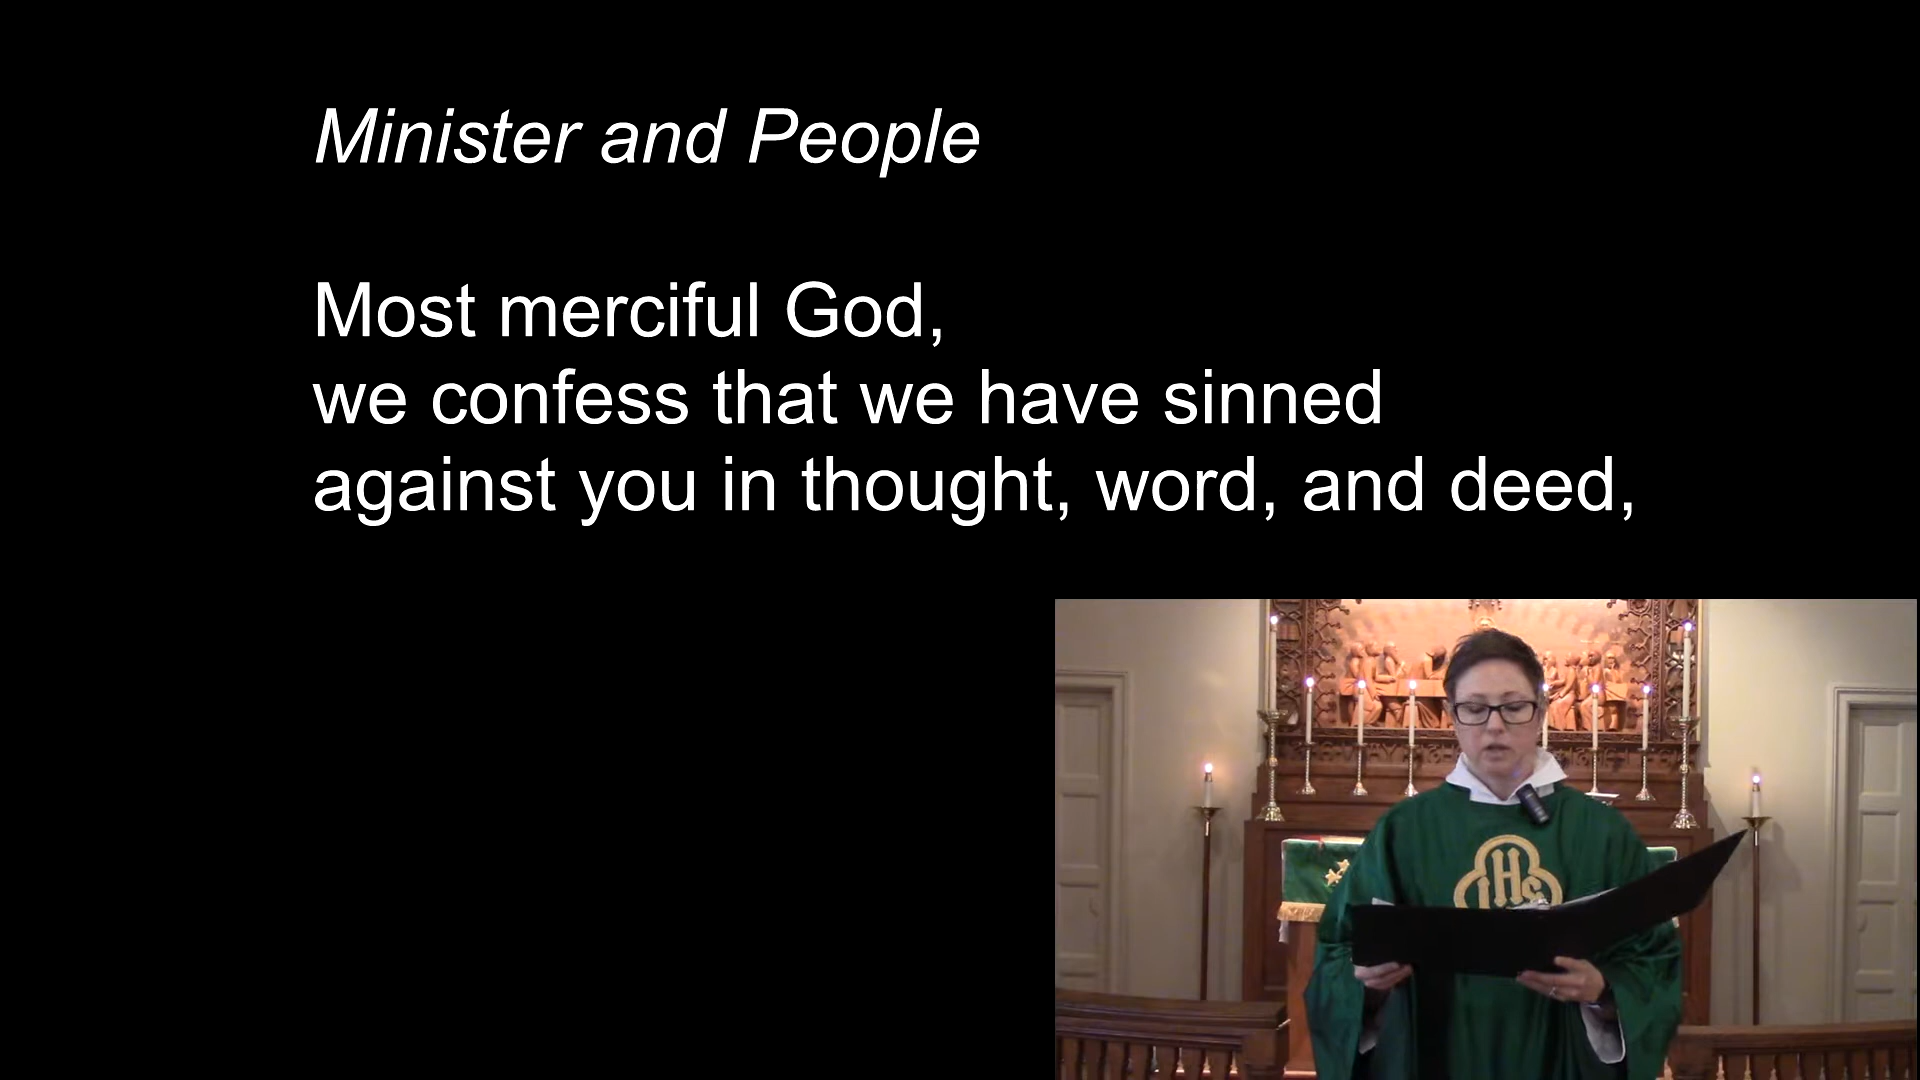 Minister and People
Most merciful God,
we confess that we have sinned
against you in thought, word, and deed,
IHS